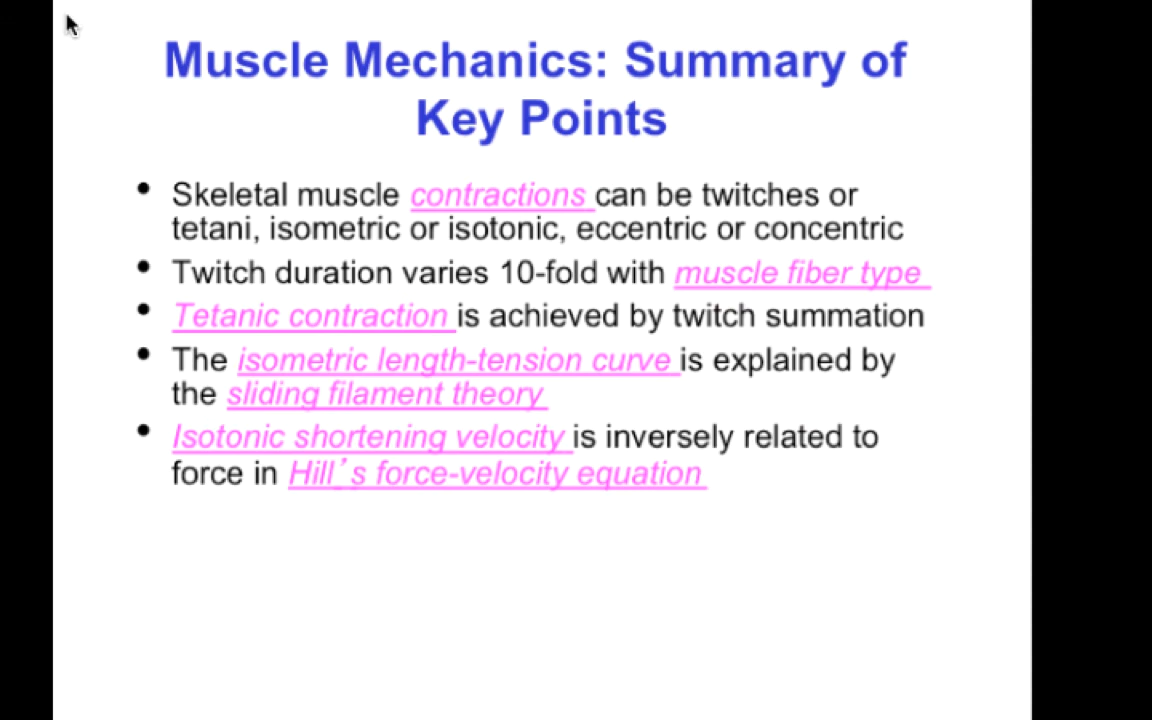 Muscle Mechanics: Summary of
Key Points
• Skeletal muscle contractions can be twitches or
tetani, isometric or isotonic, eccentric or concentric
• Twitch duration varies 10-fold with muscle fiber type
• Tetanic contraction is achieved by twitch summation
• The isometric length-tension curve is explained by
the sliding filament theory
• Isotonic shortening velocity is inversely related to
force in Hill’s force-velocity equation